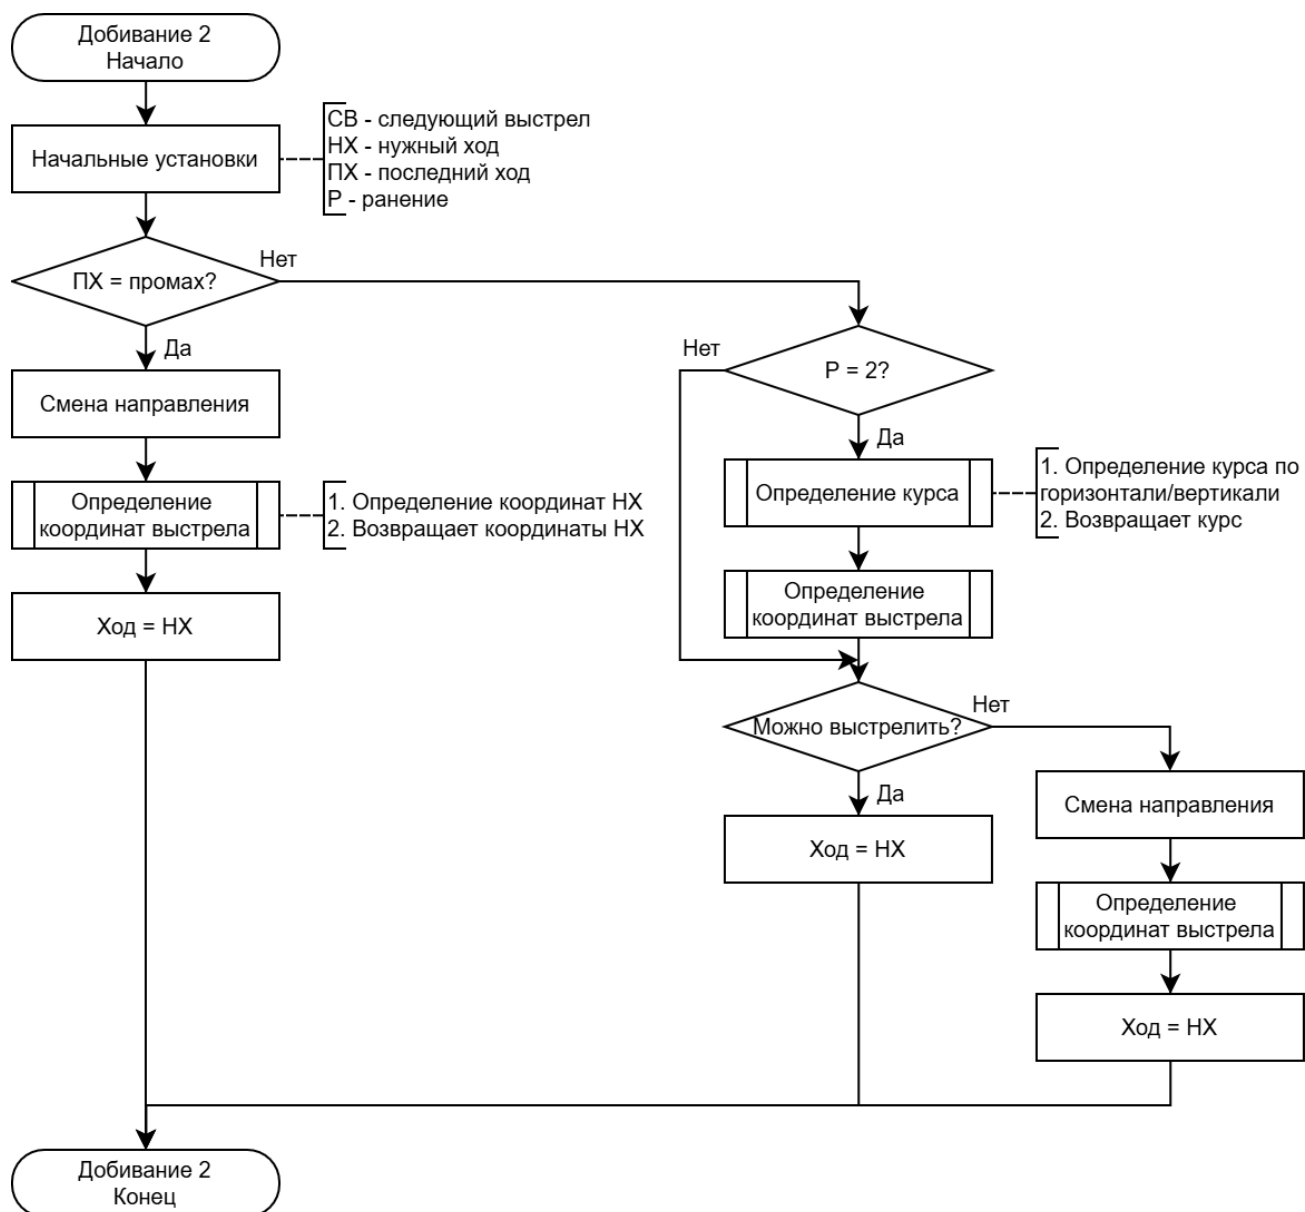 Добивание 2
Начало
Начальные установки
СВ - следующий выстрел
НХ - нужный ход
ПХ - последний ход
Р - ранение
ПХ = промах?
Нет
Да
Смена направления
Определение
координат выстрела
1. Определение координат НХ
2. Возвращает координаты НХ
Ход = НХ
Р = 2?
Нет
Да
Определение курса
1. Определение курса по
горизонтали/вертикали
2. Возвращает курс
Определение
координат выстрела
Можно выстрелить?
Нет
Да
Ход = НХ
Смена направления
Определение
координат выстрела
Ход = НХ
Добивание 2
Конец